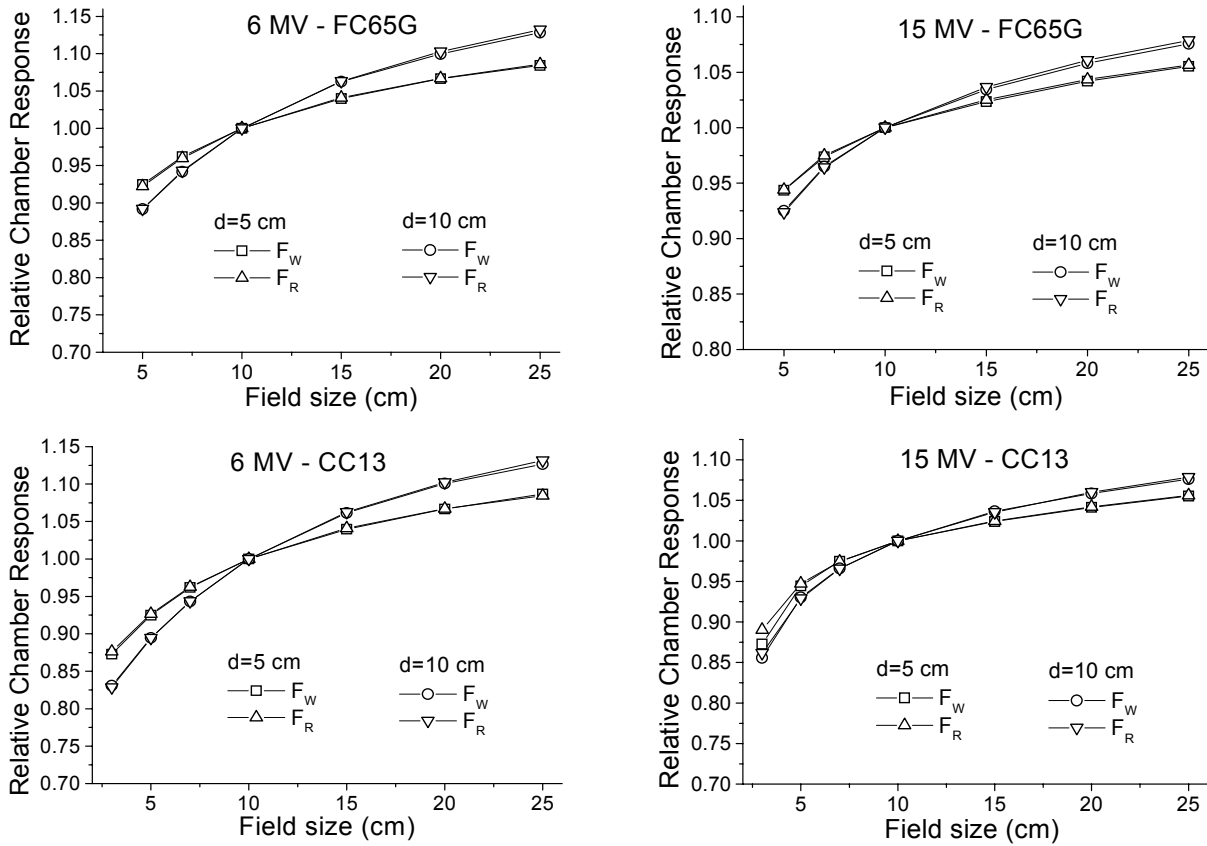 6 MV - FC65G
Relative Chamber Response
1.15
1.10
1.05
1.00
0.95
0.90
0.85
0.80
0.75
0.70
d=5 cm d=10 cm
F_W F_W
F_R F_R
5 10 15 20 25
Field size (cm)
15 MV - FC65G
Relative Chamber Response
1.10
1.05
1.00
0.95
0.90
0.85
0.80
d=5 cm d=10 cm
F_W F_W
F_R F_R
5 10 15 20 25
Field size (cm)
6 MV - CC13
Relative Chamber Response
1.15
1.10
1.05
1.00
0.95
0.90
0.85
0.80
0.75
0.70
d=5 cm d=10 cm
F_W F_W
F_R F_R
5 10 15 20 25
Field size (cm)
15 MV - CC13
Relative Chamber Response
1.10
1.05
1.00
0.95
0.90
0.85
0.80
0.75
0.70
d=5 cm d=10 cm
F_W F_W
F_R F_R
5 10 15 20 25
Field size (cm)